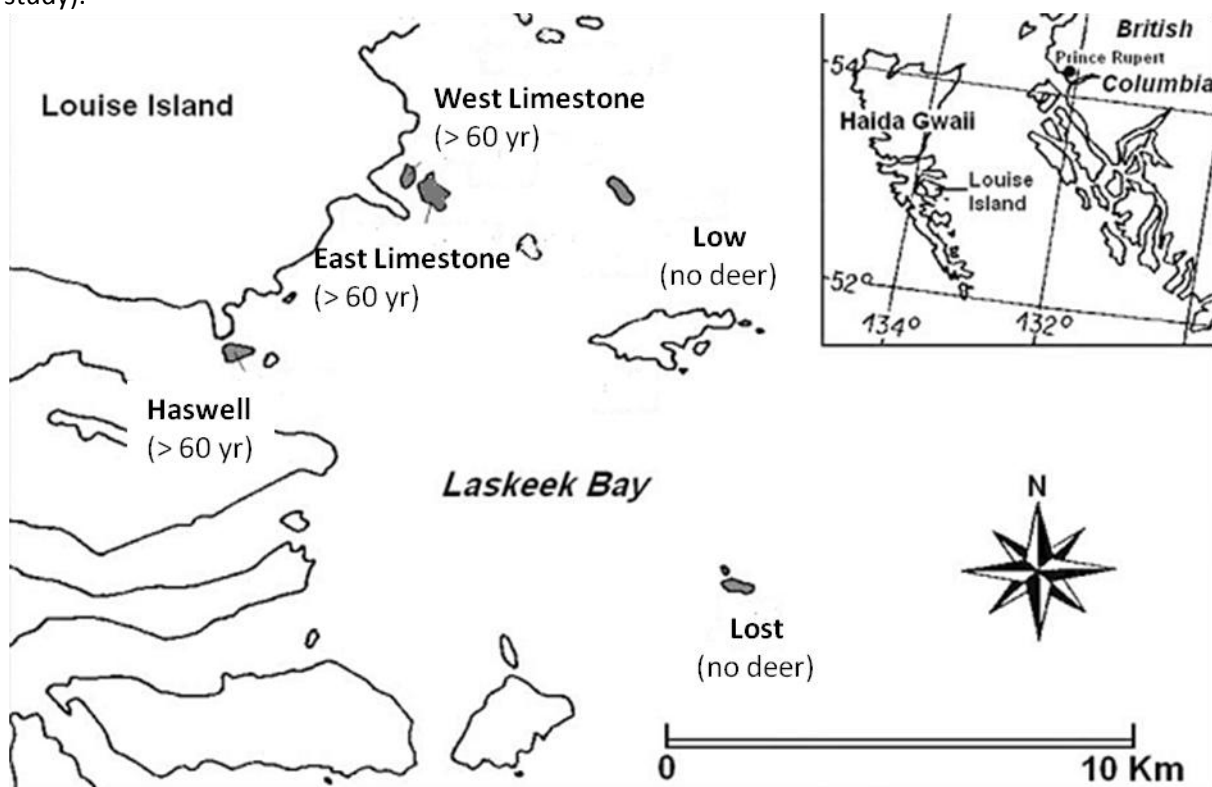 study).
Louise Island
West Limestone
(> 60 yr)
East Limestone
(> 60 yr)
Low
(no deer)
Haswell
(> 60 yr)
Laskeek Bay
Lost
(no deer)
N
0
10 Km
British
Prince Rupert
Columbia
54
Haida Gwaii
Louise
Island
52°
134°
132°